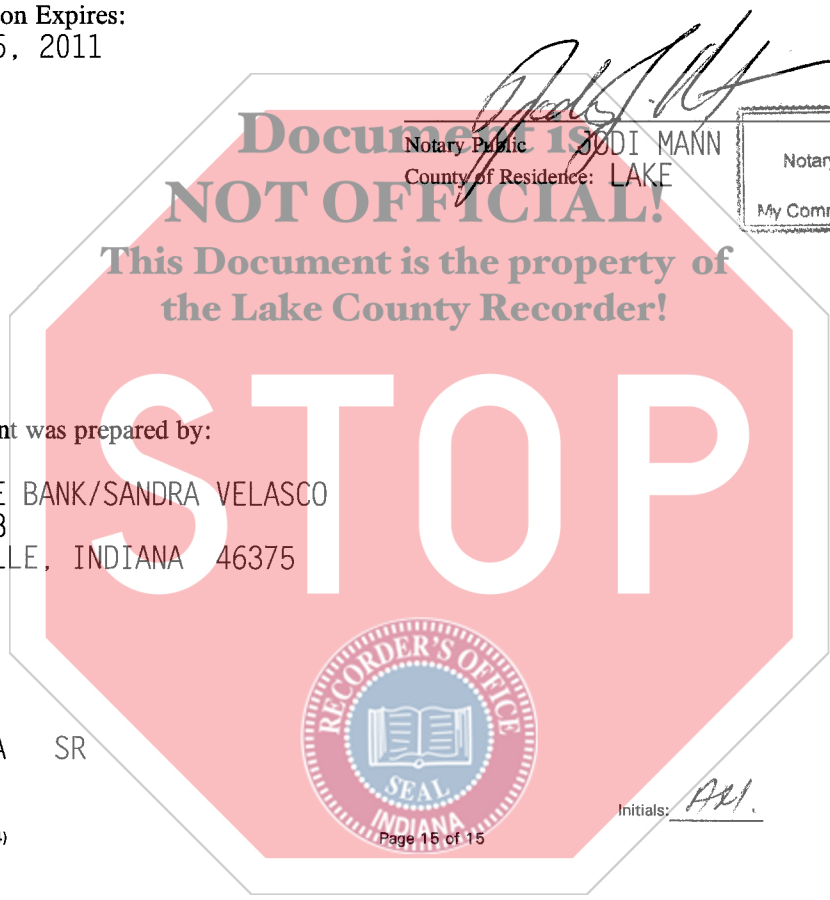 on Expires:
5, 2011
Document is
Notary Public JODI MANN
Notary
County of Residence: LAKE
NOT OFFICIAL!
My Comm
This Document is the property of
the Lake County Recorder!
STOP
nt was prepared by:
E BANK/SANDRA VELASCO
LLE, INDIANA 46375
RECORDER'S OFFICE
SEAL
INDIANA
A SR
Initials:
Page 15 of 15